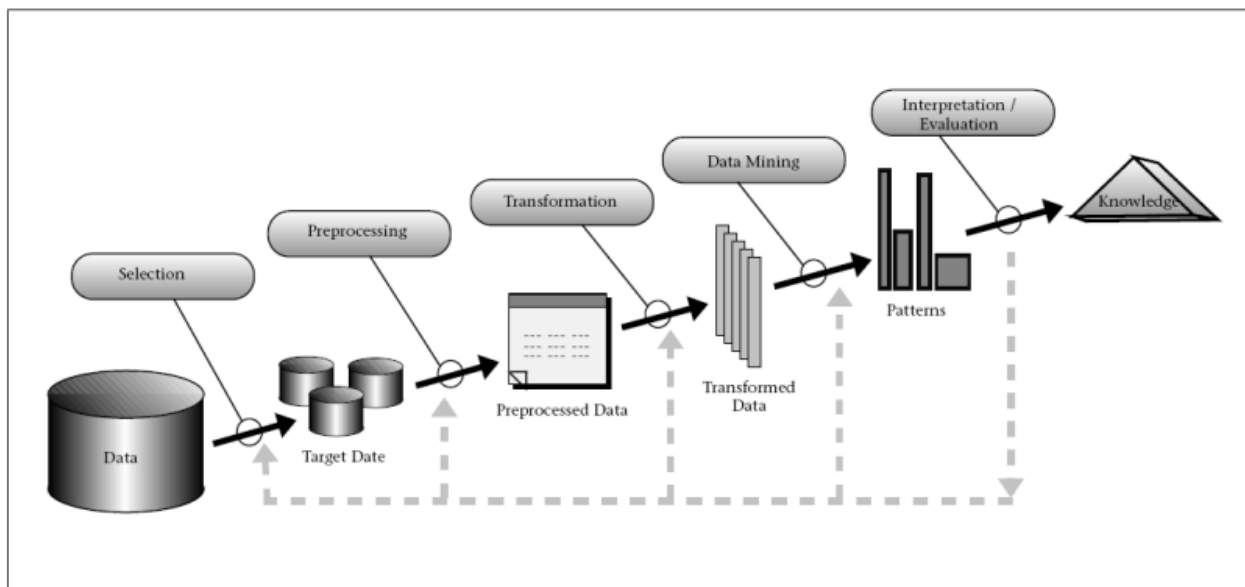 Interpretation /
Evaluation
Data Mining
Transformation
Preprocessing
Selection
Knowledge
Patterns
Transformed
Data
Preprocessed Data
Target Date
Data